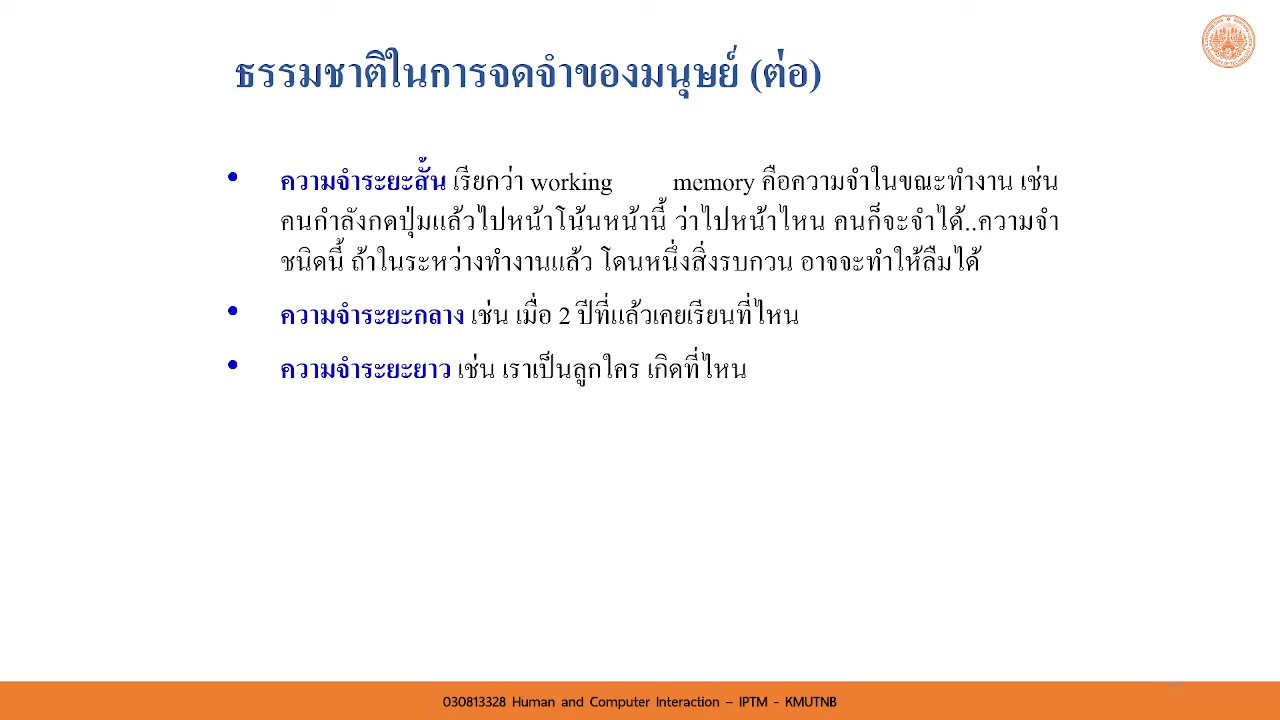 ธรรมชาติในการจดจำของมนุษย์ (ต่อ)
• ความจำระยะสั้น เรียกว่า working memory คือความจำในขณะทำงาน เช่น
คนกำลังกดปุ่มแล้วไปหน้าโน้นหน้านี้ ว่าไปหน้าไหน คนก็จะจำได้..ความจำ
ชนิดนี้ ถ้าในระหว่างทำงานแล้ว โดนหนึ่งสิ่งรบกวน อาจจะทำให้ลืมได้
• ความจำระยะกลาง เช่น เมื่อ 2 ปีที่แล้วเคยเรียนที่ไหน
• ความจำระยะยาว เช่น เราเป็นลูกใคร เกิดที่ไหน
030813328 Human and Computer Interaction – IPTM - KMUTNB